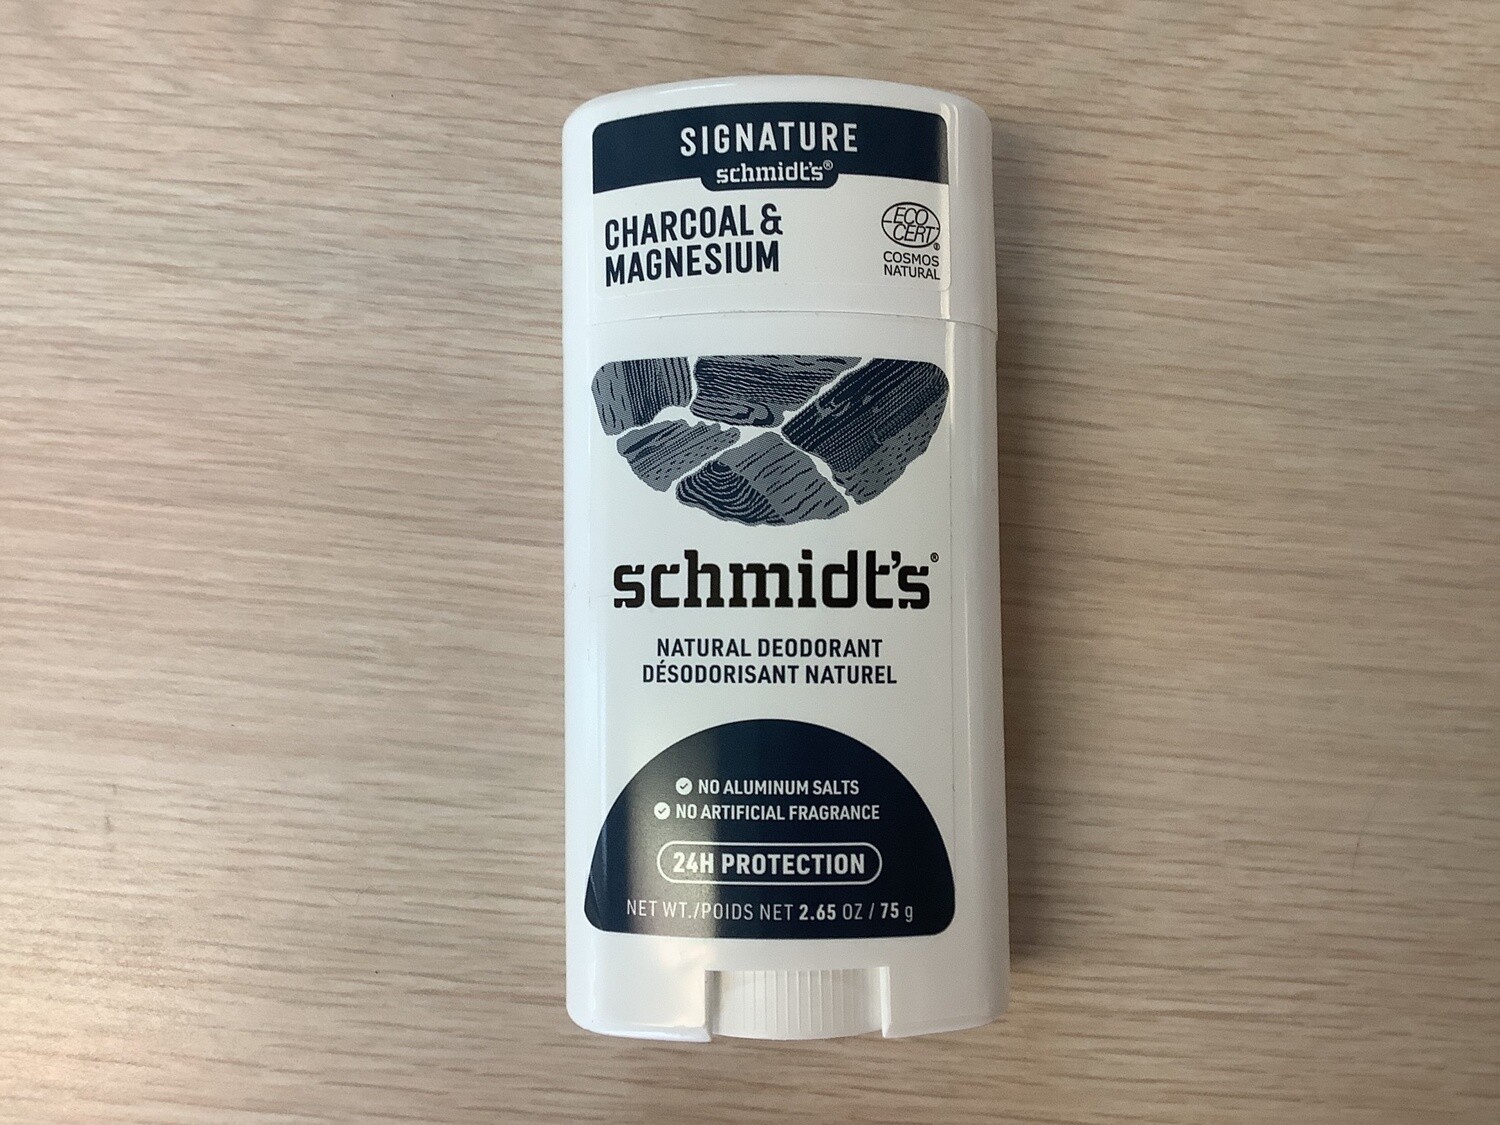 SIGNATURE
schmidt's®
CHARCOAL &
MAGNESIUM
ECO
CERT®
COSMOS
NATURAL
schmidt's®
NATURAL DEODORANT
DÉSODORISANT NATUREL
NO ALUMINUM SALTS
NO ARTIFICIAL FRAGRANCE
24H PROTECTION
NET WT./POIDS NET 2.65 OZ / 75 g